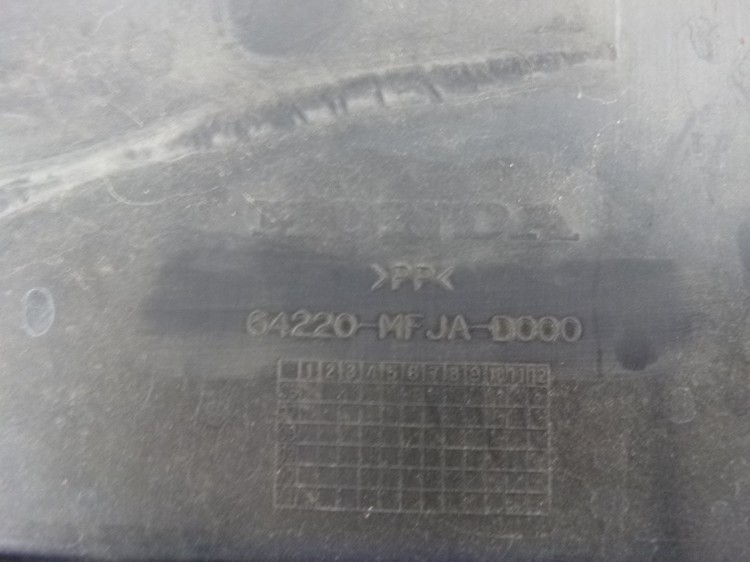 HONDA
>PP<
64220-MFJA-D000
1 2 3 4 5 6 7 8 9 10 11 12